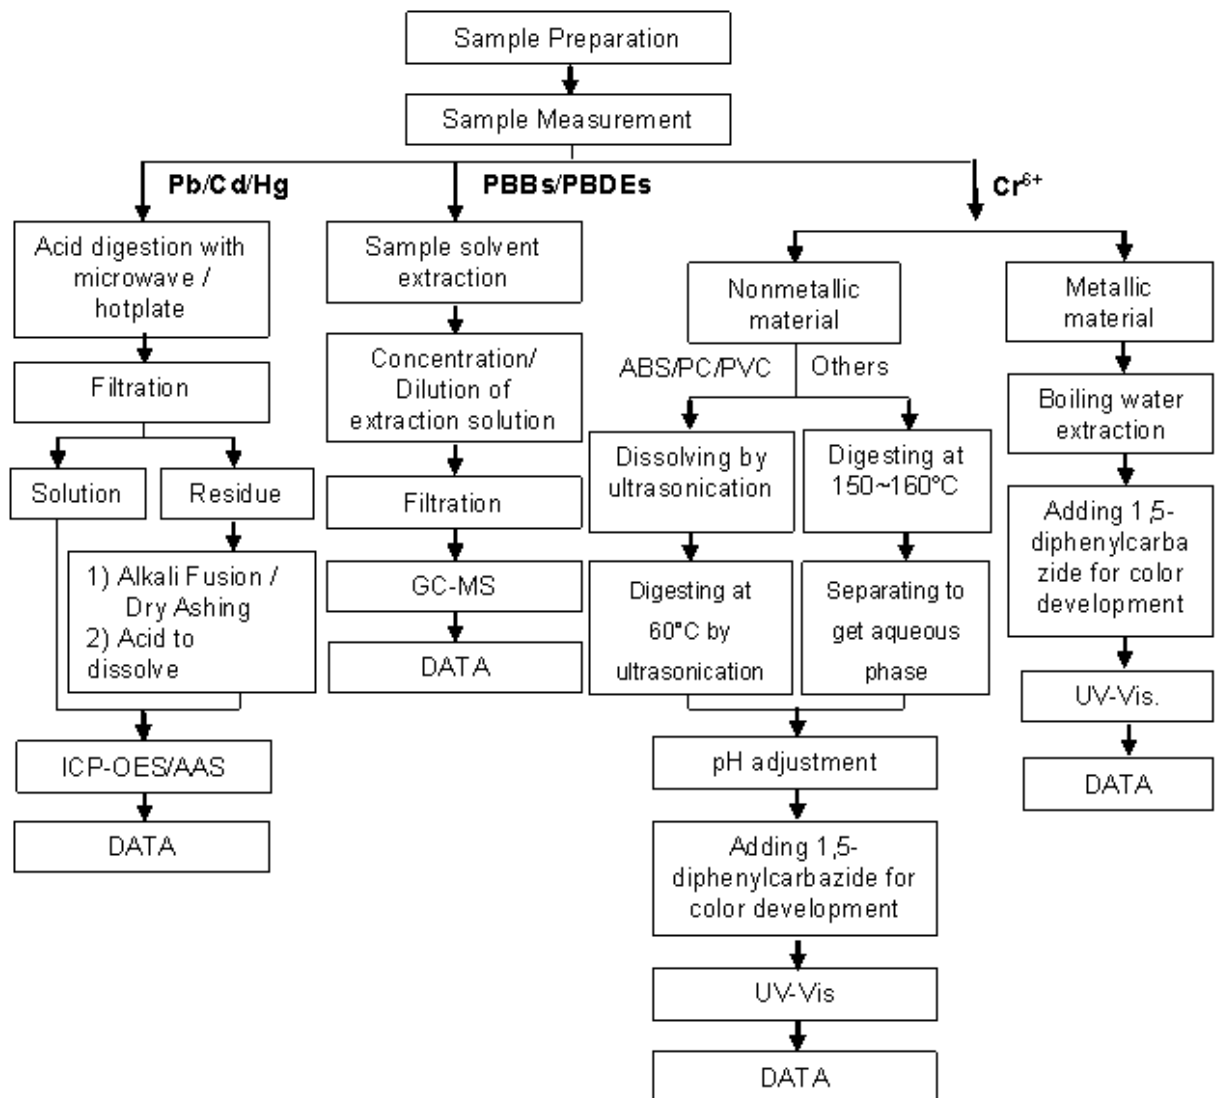 Sample Preparation
Sample Measurement
Pb/Cd/Hg
PBBs/PBDEs
Cr⁶⁺
Acid digestion with
microwave /
hotplate
Filtration
Solution
Residue
1) Alkali Fusion /
Dry Ashing
2) Acid to
dissolve
ICP-OES/AAS
DATA
Sample solvent
extraction
Concentration/
Dilution of
extraction solution
Filtration
GC-MS
DATA
Nonmetallic
material
ABS/PC/PVC
Others
Dissolving by
ultrasonication
Digesting at
60°C by
ultrasonication
Digesting at
150~160°C
Separating to
get aqueous
phase
pH adjustment
Adding 1,5-
diphenylcarbazide for
color development
UV-Vis
DATA
Metallic
material
Boiling water
extraction
Adding 1,5-
diphenylcarba
zide for color
development
UV-Vis.
DATA